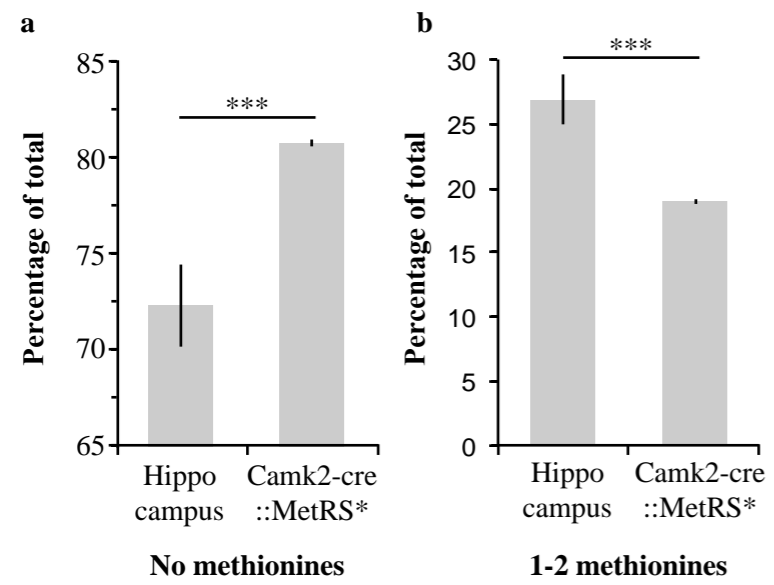 a
Percentage of total
85
80
75
70
65
***
Hippo
campus
Camk2-cre
::MetRS*
No methionines
b
Percentage of total
30
25
20
15
10
5
0
***
Hippo
campus
Camk2-cre
::MetRS*
1-2 methionines